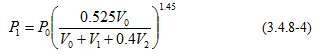 P₁ = P₀(0.525V₀ / (V₀ + V₁ + 0.4V₂))^1.45 (3.4.8-4)